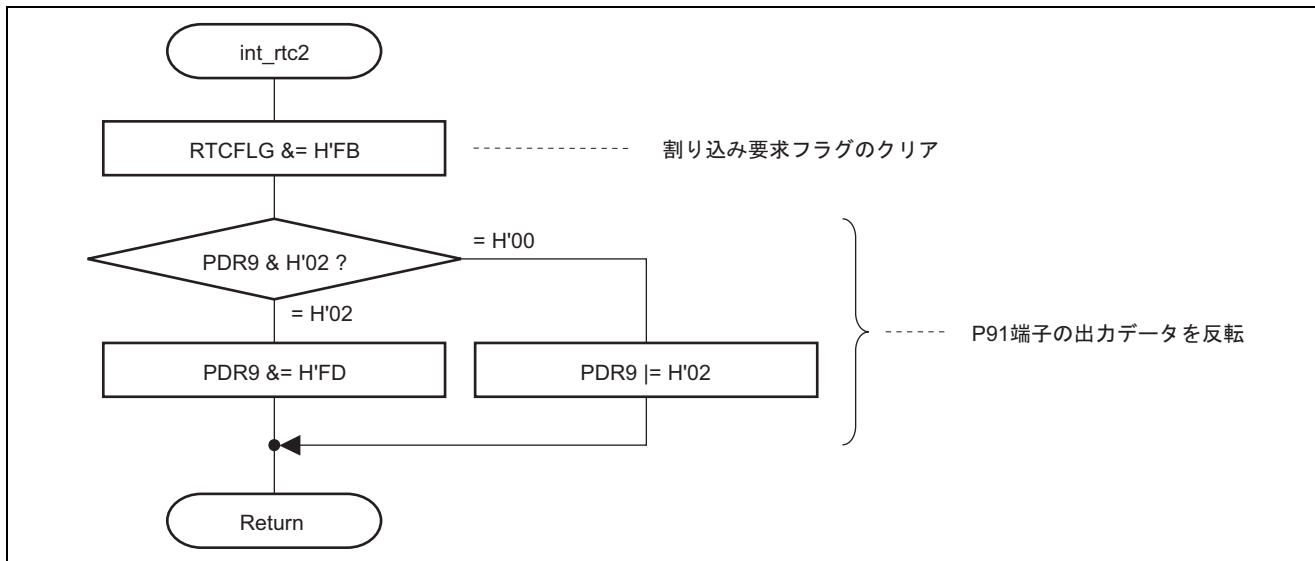 int_rtc2
RTCFLG &= H'FB
割り込み要求フラグのクリア
PDR9 & H'02 ?
= H'00
= H'02
PDR9 &= H'FD
PDR9 |= H'02
P91端子の出力データを反転
Return